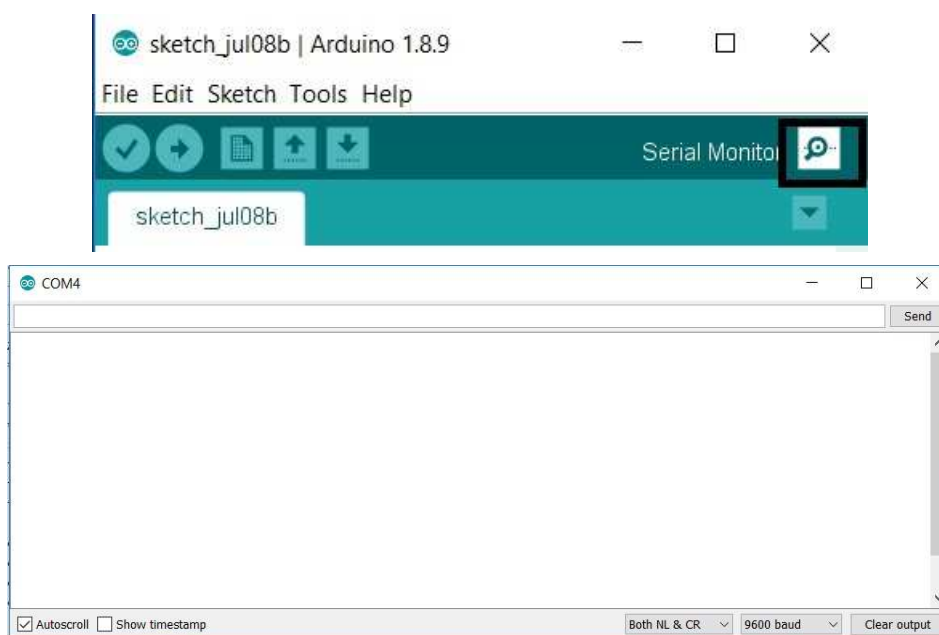 sketch_jul08b | Arduino 1.8.9
File Edit Sketch Tools Help
Serial Monitor
sketch_jul08b
COM4
Send
Autoscroll Show timestamp Both NL & CR 9600 baud Clear output